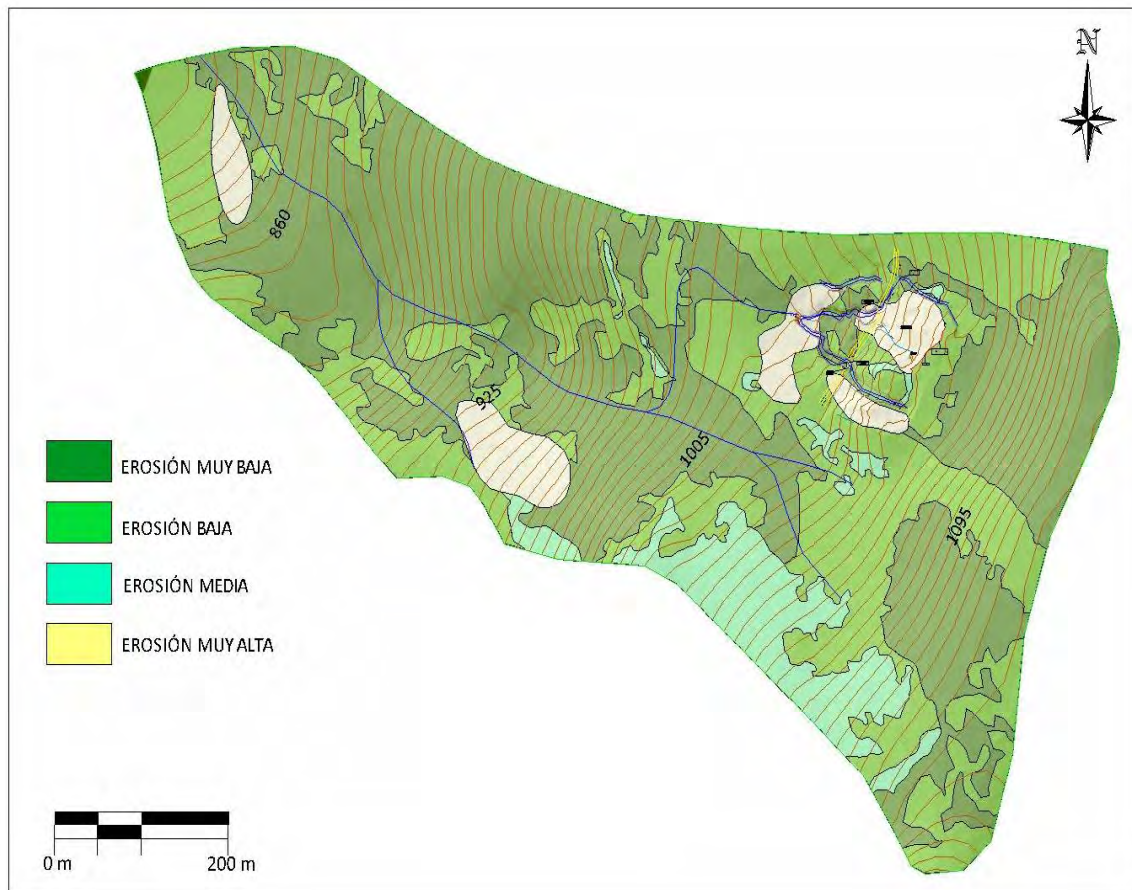 N
860
925
1005
1095
EROSIÓN MUY BAJA
EROSIÓN BAJA
EROSIÓN MEDIA
EROSIÓN MUY ALTA
0 m 200 m